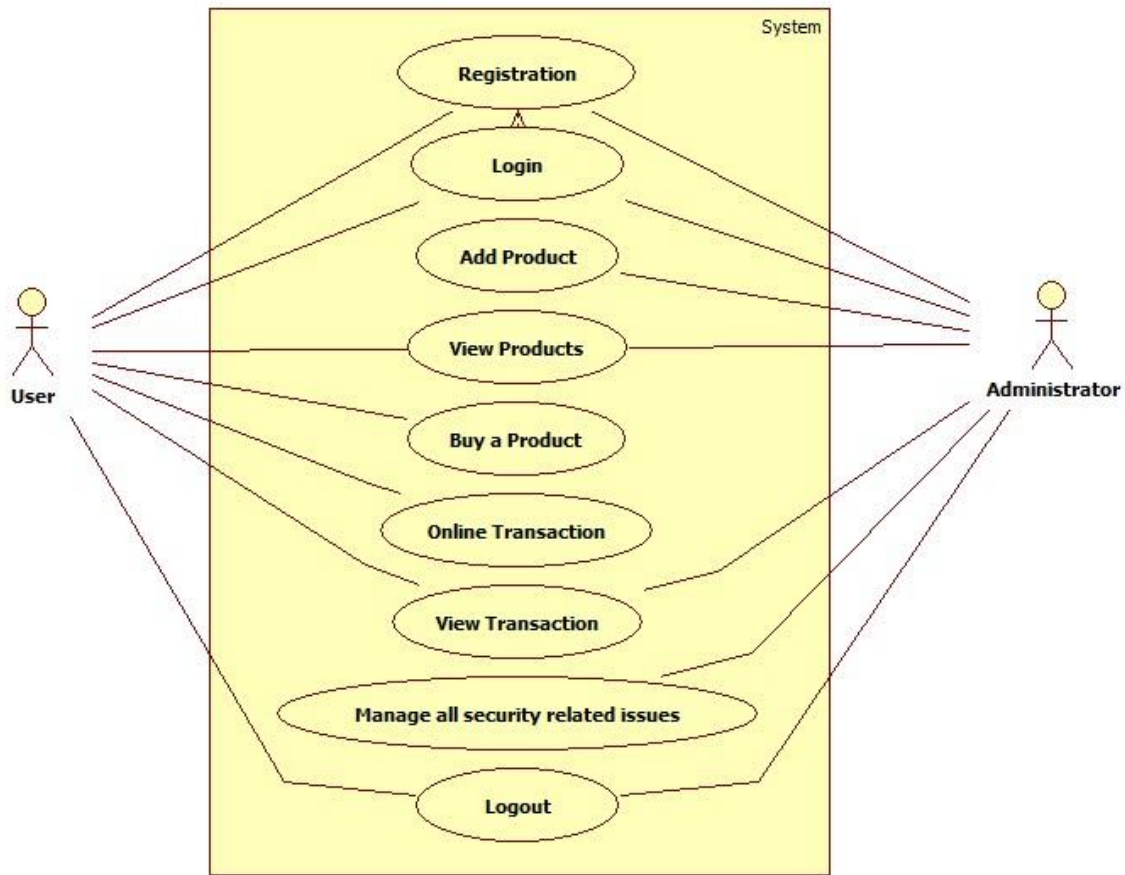 System
Registration
Login
Add Product
View Products
User
Administrator
Buy a Product
Online Transaction
View Transaction
Manage all security related issues
Logout